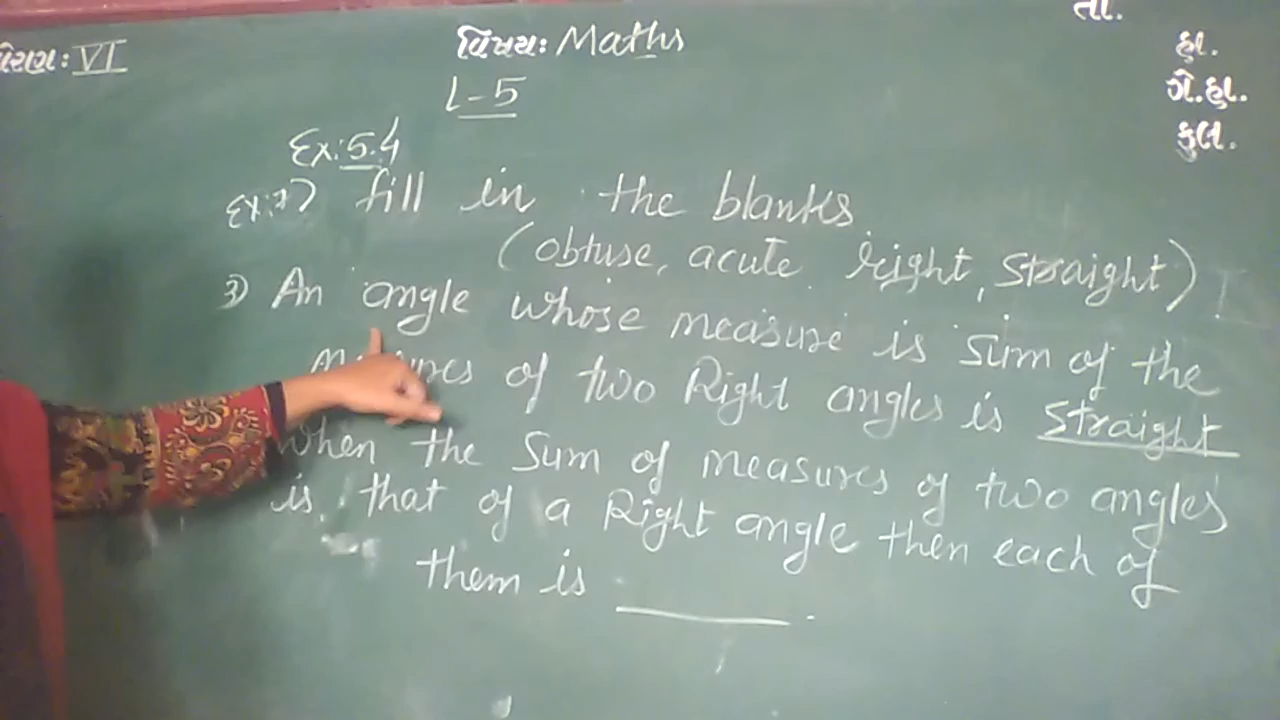 ધોરણ: VI
વિષય: Maths
તા.
હા.
ગે.હા.
કુલ.
L-5
Ex: 5.4
fill in the blanks
(obtuse, acute Right, Straight)
3) An angle whose measure is Sum of the
of two Right angles is Straight
When the Sum of measures of two angles
is that of a Right angle then each of
them is ______.